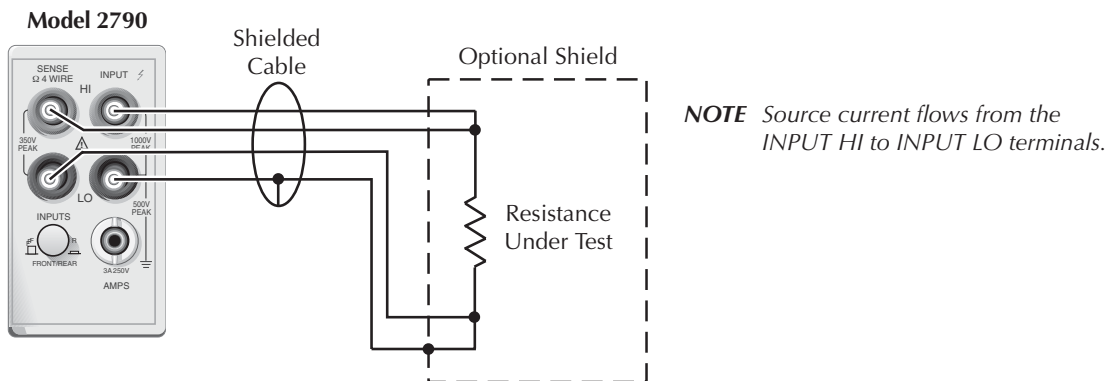 Model 2790
SENSE
Ω 4 WIRE
INPUT
HI
350V
PEAK
1000V
PEAK
LO
500V
PEAK
INPUTS
F
R
FRONT/REAR
3A 250V
AMPS
Shielded
Cable
Optional Shield
Resistance
Under Test
NOTE Source current flows from the
INPUT HI to INPUT LO terminals.